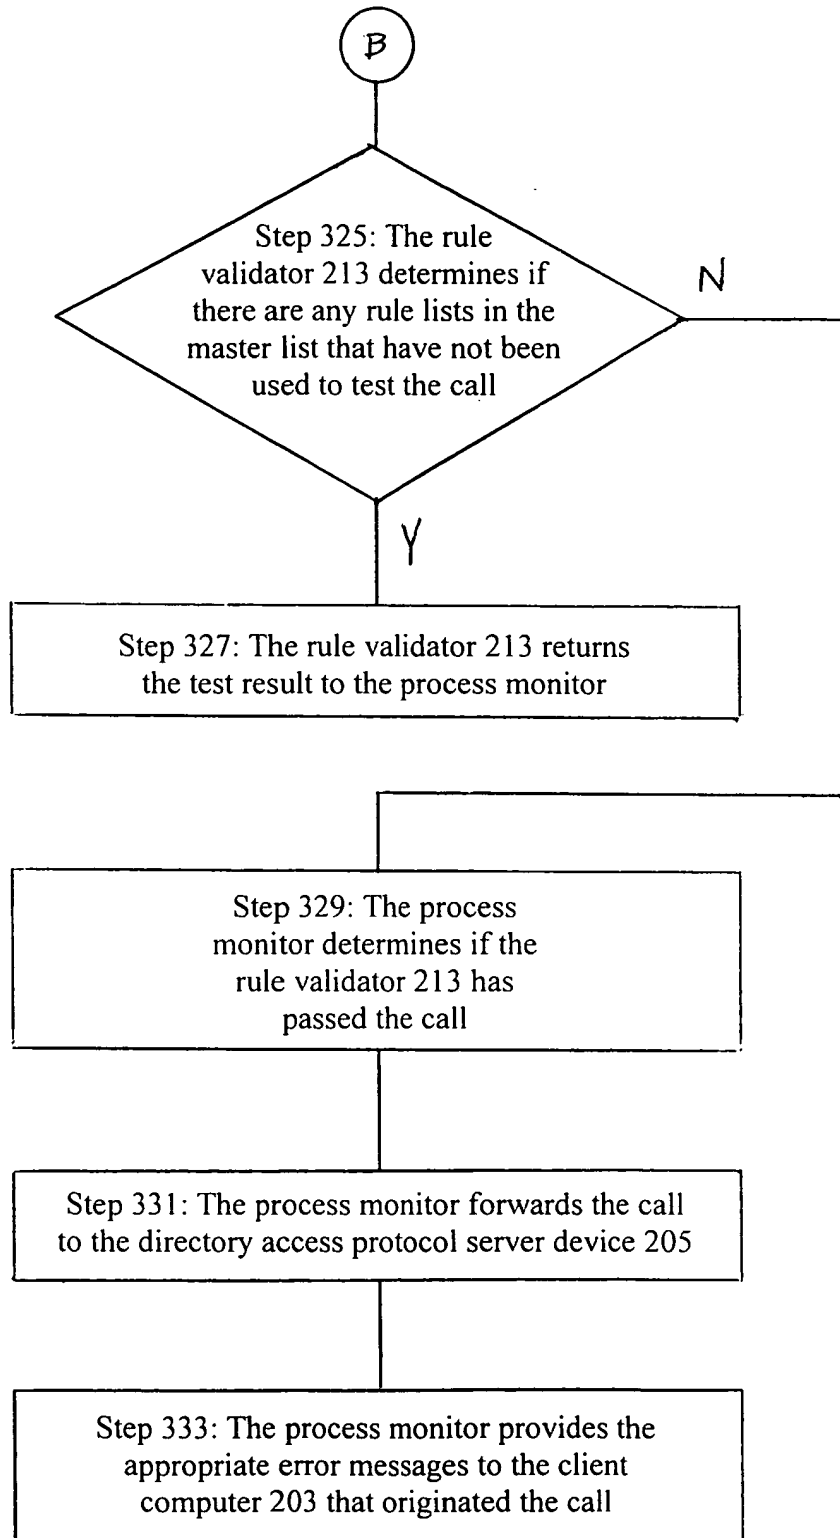 B
Step 325: The rule
validator 213 determines if
there are any rule lists in the
master list that have not been
used to test the call
N
Y
Step 327: The rule validator 213 returns
the test result to the process monitor
Step 329: The process
monitor determines if the
rule validator 213 has
passed the call
Step 331: The process monitor forwards the call
to the directory access protocol server device 205
Step 333: The process monitor provides the
appropriate error messages to the client
computer 203 that originated the call